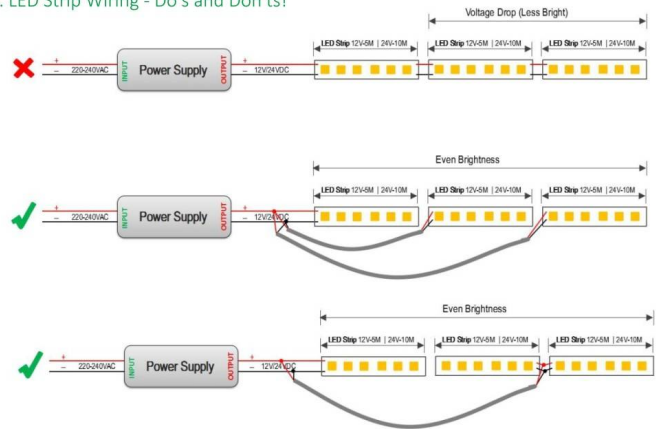 . LED Strip Wiring - Do's and Don'ts!
Voltage Drop (Less Bright)
LED Strip 12V-5M | 24V-10M
LED Strip 12V-5M | 24V-10M
LED Strip 12V-5M | 24V-10M
+
+
220-240VAC
INPUT
Power Supply
OUTPUT
12V/24VDC
–
–
Even Brightness
LED Strip 12V-5M | 24V-10M
LED Strip 12V-5M | 24V-10M
LED Strip 12V-5M | 24V-10M
+
+
220-240VAC
INPUT
Power Supply
OUTPUT
12V/24VDC
–
–
Even Brightness
LED Strip 12V-5M | 24V-10M
LED Strip 12V-5M | 24V-10M
LED Strip 12V-5M | 24V-10M
+
+
220-240VAC
INPUT
Power Supply
OUTPUT
12V/24VDC
–
–